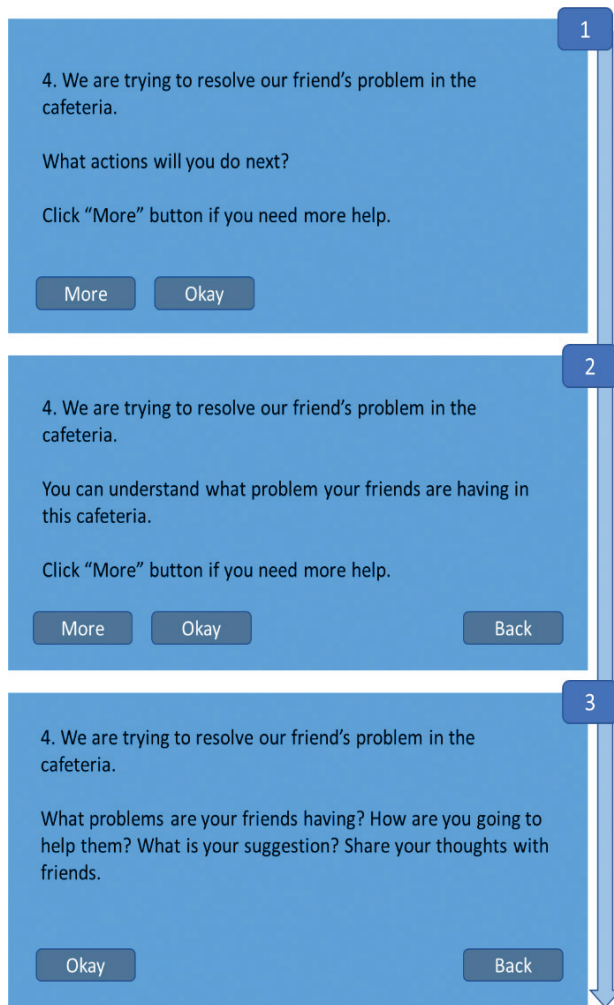 1
4. We are trying to resolve our friend’s problem in the
cafeteria.
What actions will you do next?
Click “More” button if you need more help.
More Okay
2
4. We are trying to resolve our friend’s problem in the
cafeteria.
You can understand what problem your friends are having in
this cafeteria.
Click “More” button if you need more help.
More Okay Back
3
4. We are trying to resolve our friend’s problem in the
cafeteria.
What problems are your friends having? How are you going to
help them? What is your suggestion? Share your thoughts with
friends.
Okay Back